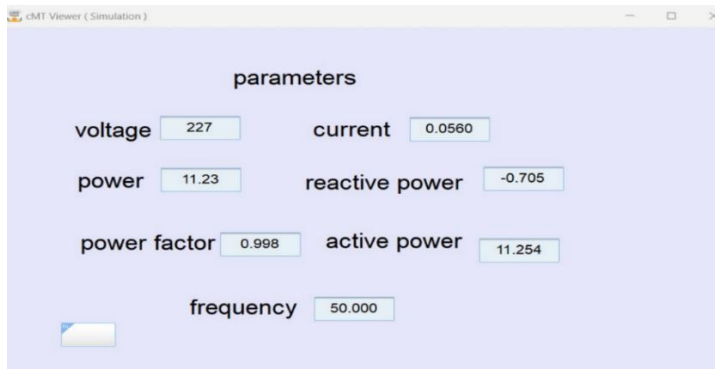 cMT Viewer ( Simulation )
parameters
voltage 227 current 0.0560
power 11.23 reactive power -0.705
power factor 0.998 active power 11.254
frequency 50.000